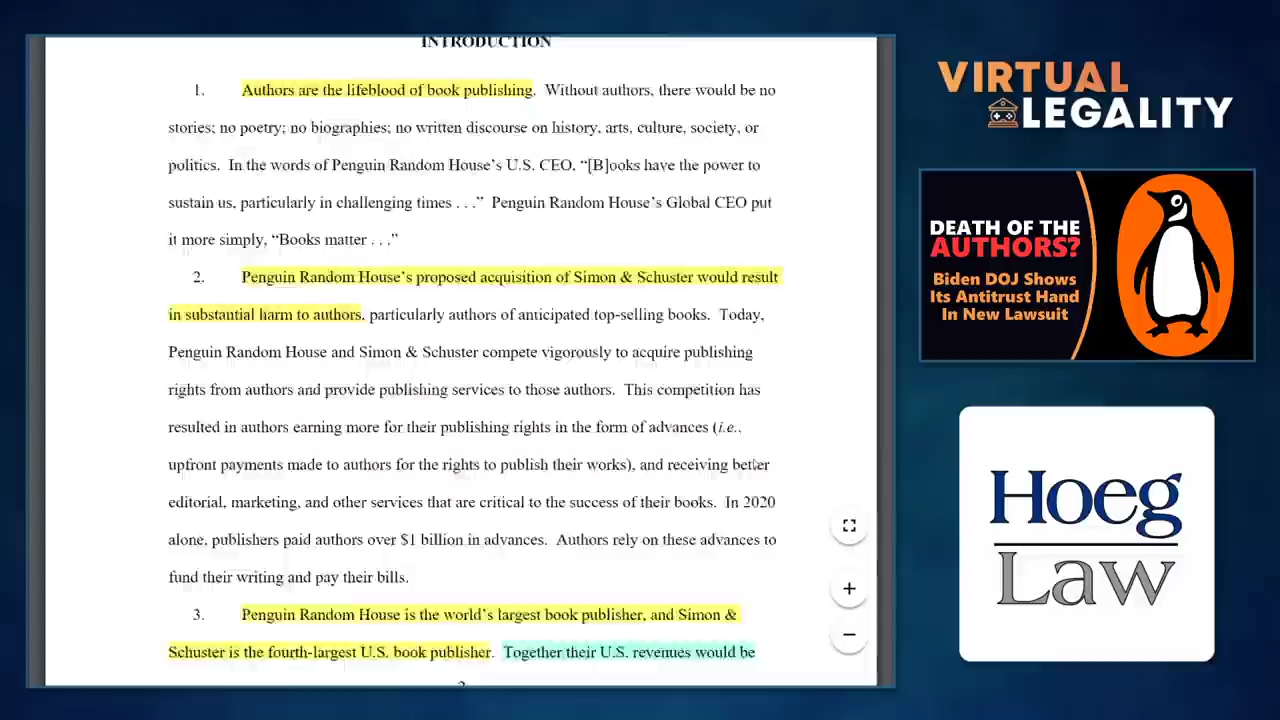 INTRODUCTION
1. Authors are the lifeblood of book publishing. Without authors, there would be no
stories; no poetry; no biographies; no written discourse on history, arts, culture, society, or
politics. In the words of Penguin Random House’s U.S. CEO, “[B]ooks have the power to
sustain us, particularly in challenging times . . .” Penguin Random House’s Global CEO put
it more simply, “Books matter . . .”
2. Penguin Random House’s proposed acquisition of Simon & Schuster would result
in substantial harm to authors, particularly authors of anticipated top-selling books. Today,
Penguin Random House and Simon & Schuster compete vigorously to acquire publishing
rights from authors and provide publishing services to those authors. This competition has
resulted in authors earning more for their publishing rights in the form of advances (i.e.,
upfront payments made to authors for the rights to publish their works), and receiving better
editorial, marketing, and other services that are critical to the success of their books. In 2020
alone, publishers paid authors over $1 billion in advances. Authors rely on these advances to
fund their writing and pay their bills.
3. Penguin Random House is the world’s largest book publisher, and Simon &
Schuster is the fourth-largest U.S. book publisher. Together their U.S. revenues would be
VIRTUAL
LEGALITY
DEATH OF THE
AUTHORS?
Biden DOJ Shows
Its Antitrust Hand
In New Lawsuit
Hoeg
Law